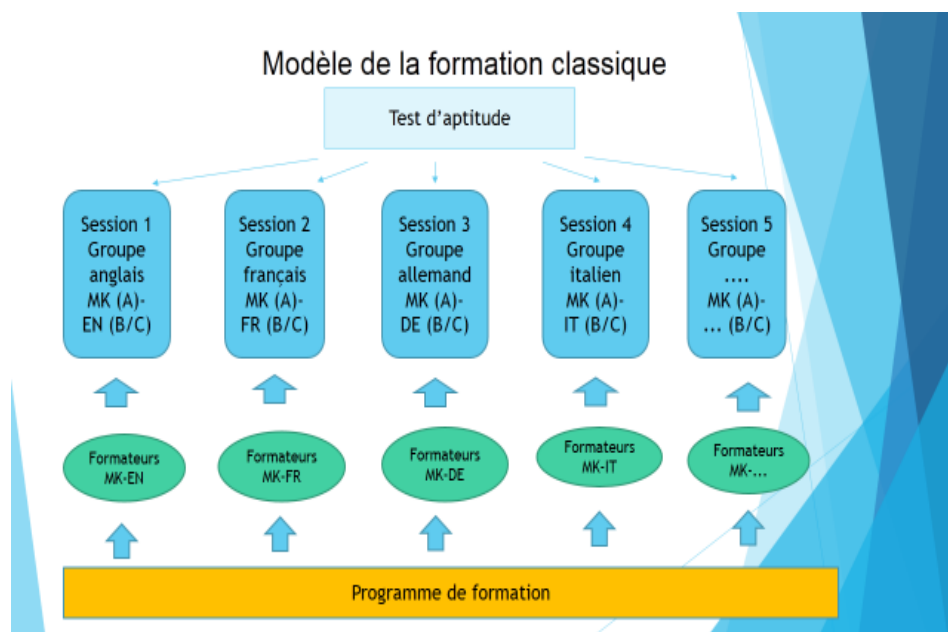 Modèle de la formation classique
Test d'aptitude
Session 1
Groupe
anglais
MK (A)-
EN (B/C)
Session 2
Groupe
français
MK (A)-
FR (B/C)
Session 3
Groupe
allemand
MK (A)-
DE (B/C)
Session 4
Groupe
italien
MK (A)-
IT (B/C)
Session 5
Groupe
....
MK (A)-
... (B/C)
Formateurs
MK-EN
Formateurs
MK-FR
Formateurs
MK-DE
Formateurs
MK-IT
Formateurs
MK-...
Programme de formation